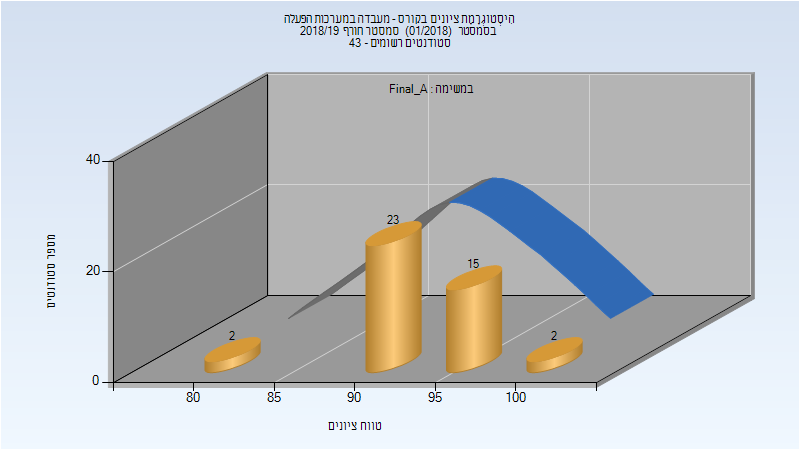 היסטוגרמת ציונים בקורס - מעבדה במערכות הפעלה
בסמסטר (01/2018) סמסטר חורף 2018/19
סטודנטים רשומים - 43
במשימה : Final_A
40
20
0
מספר סטודנטים
2
23
15
2
80 85 90 95 100
טווח ציונים